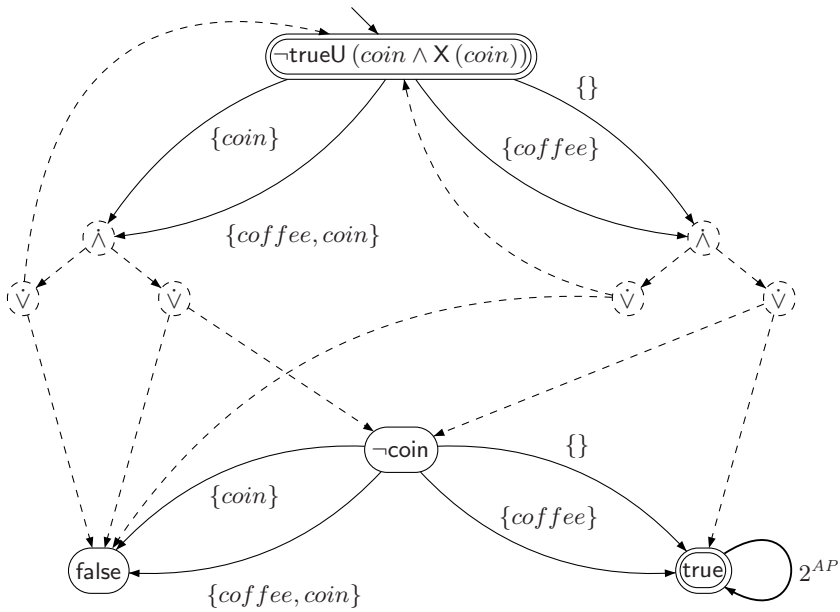 ¬trueU (coin ∧ X (coin))
{}
{coin}
{coffee}
{coffee, coin}
∧̇
∧̇
∨̇
∨̇
∨̇
∨̇
¬coin
{}
{coin}
{coffee}
false
true
2^{AP}
{coffee, coin}